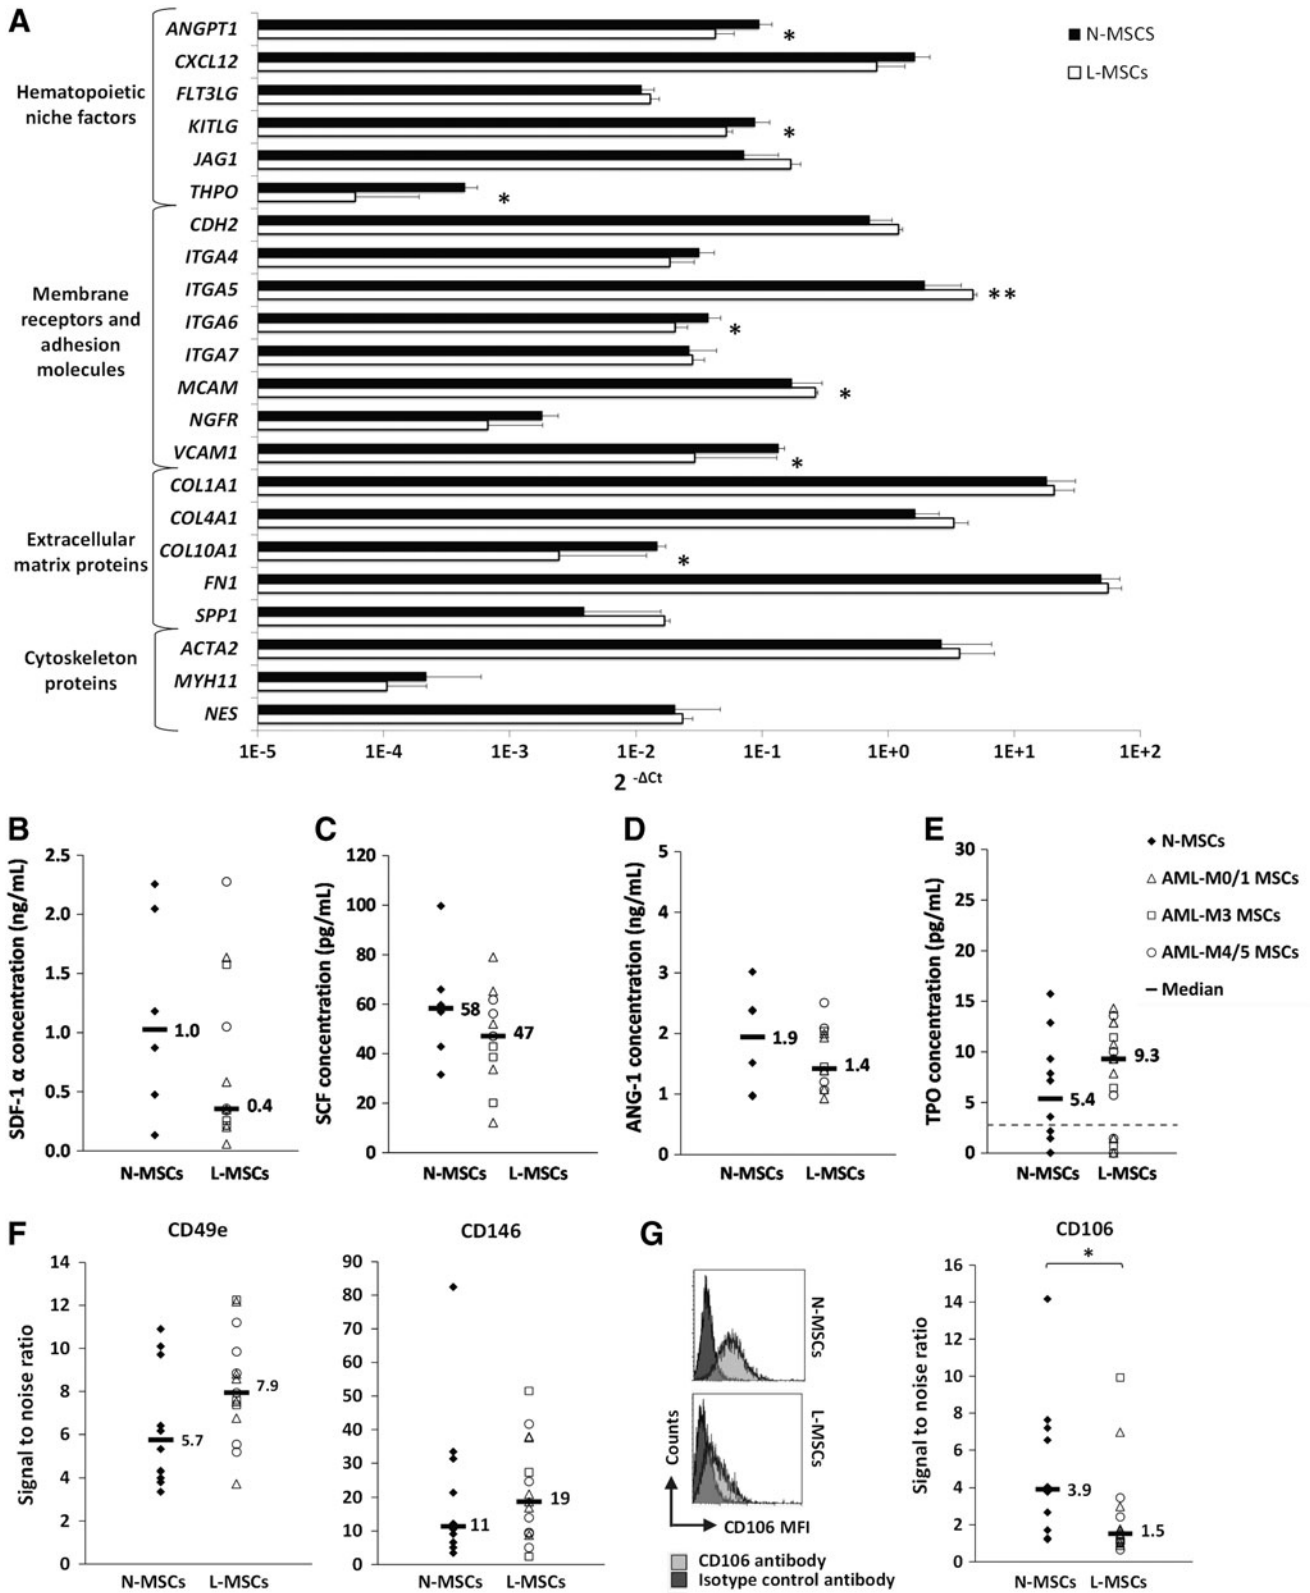 A
N-MSCS
L-MSCs
Hematopoietic
niche factors
ANGPT1
*
CXCL12
FLT3LG
KITLG
*
JAG1
THPO
*
Membrane
receptors and
adhesion
molecules
CDH2
ITGA4
ITGA5
**
ITGA6
*
ITGA7
MCAM
*
NGFR
VCAM1
*
Extracellular
matrix proteins
COL1A1
COL4A1
COL10A1
*
FN1
SPP1
Cytoskeleton
proteins
ACTA2
MYH11
NES
1E-5 1E-4 1E-3 1E-2 1E-1 1E+0 1E+1 1E+2
2 -ΔCt
B
SDF-1 α concentration (ng/mL)
2.5
2.0
1.5
1.0
0.5
0.0
1.0
0.4
N-MSCs L-MSCs
C
SCF concentration (pg/mL)
120
100
80
60
40
20
0
58
47
N-MSCs L-MSCs
D
ANG-1 concentration (ng/mL)
5
4
3
2
1
0
1.9
1.4
N-MSCs L-MSCs
E
TPO concentration (pg/mL)
30
25
20
15
10
5
0
5.4
9.3
N-MSCs L-MSCs
N-MSCs
AML-M0/1 MSCs
AML-M3 MSCs
AML-M4/5 MSCs
Median
F
CD49e
Signal to noise ratio
14
12
10
8
6
4
2
0
5.7
7.9
N-MSCs L-MSCs
CD146
90
80
70
60
50
40
30
20
10
0
11
19
N-MSCs L-MSCs
G
N-MSCs
L-MSCs
Counts
CD106 MFI
CD106 antibody
Isotype control antibody
CD106
*
Signal to noise ratio
16
14
12
10
8
6
4
2
0
3.9
1.5
N-MSCs L-MSCs